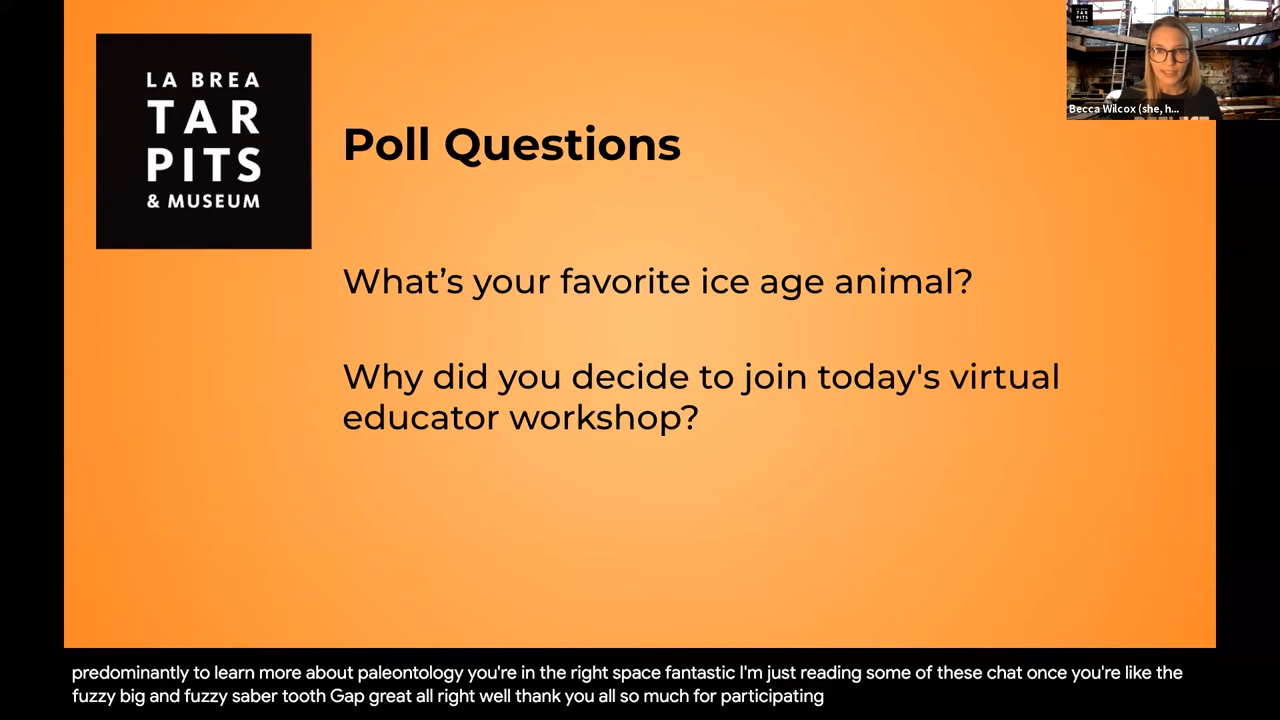 LA BREA
TAR
PITS
& MUSEUM
Poll Questions
What's your favorite ice age animal?
Why did you decide to join today's virtual
educator workshop?
TAR
PITS
Becca Wilcox (she, h...
predominantly to learn more about paleontology you're in the right space fantastic I'm just reading some of these chat once you're like the
fuzzy big and fuzzy saber tooth Gap great all right well thank you all so much for participating